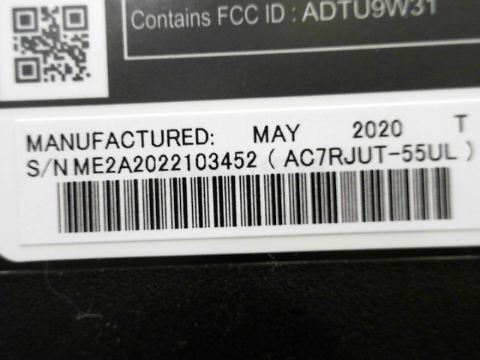 Contains FCC ID : ADTU9W31
MANUFACTURED: MAY 2020 T
S/N ME2A2022103452 ( AC7RJUT-55UL )